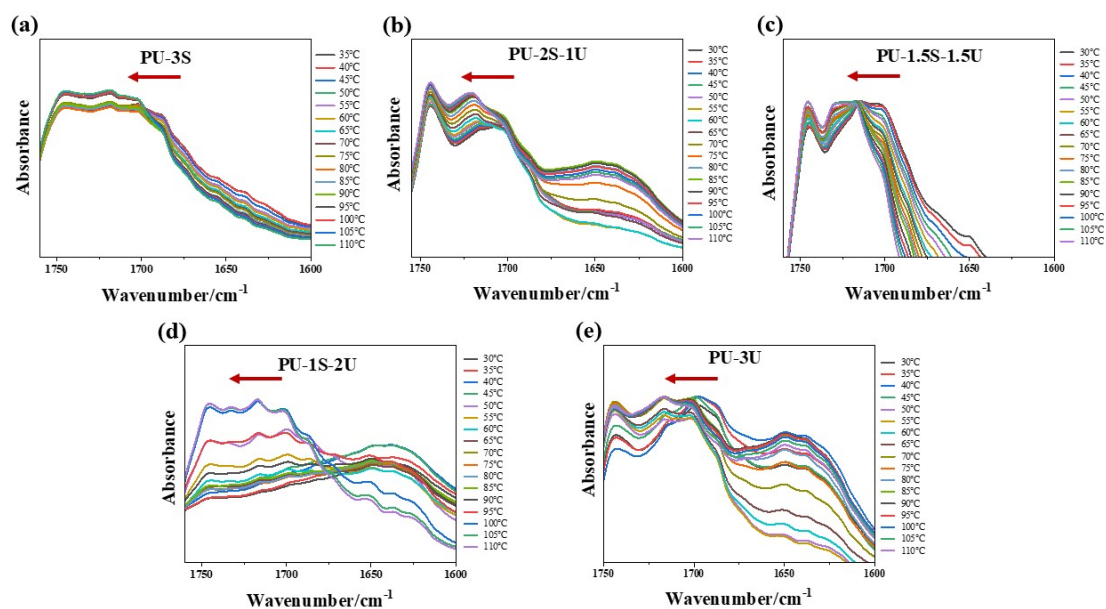 (a)
PU-3S
Absorbance
35°C
40°C
45°C
50°C
55°C
60°C
65°C
70°C
75°C
80°C
85°C
90°C
95°C
100°C
105°C
110°C
1750
1700
1650
1600
Wavenumber/cm-1
(b)
PU-2S-1U
Absorbance
30°C
35°C
40°C
45°C
50°C
55°C
60°C
65°C
70°C
75°C
80°C
85°C
90°C
95°C
100°C
105°C
110°C
1750
1700
1650
1600
Wavenumber/cm-1
(c)
PU-1.5S-1.5U
Absorbance
30°C
35°C
40°C
45°C
50°C
55°C
60°C
65°C
70°C
75°C
80°C
85°C
90°C
95°C
100°C
105°C
110°C
1750
1700
1650
1600
Wavenumber/cm-1
(d)
PU-1S-2U
Absorbance
30°C
35°C
40°C
45°C
50°C
55°C
60°C
65°C
70°C
75°C
80°C
85°C
90°C
95°C
100°C
105°C
110°C
1750
1700
1650
1600
Wavenumber/cm-1
(e)
PU-3U
Absorbance
30°C
35°C
40°C
45°C
50°C
55°C
60°C
65°C
70°C
75°C
80°C
85°C
90°C
95°C
100°C
105°C
110°C
1750
1700
1650
1600
Wavenumber/cm-1